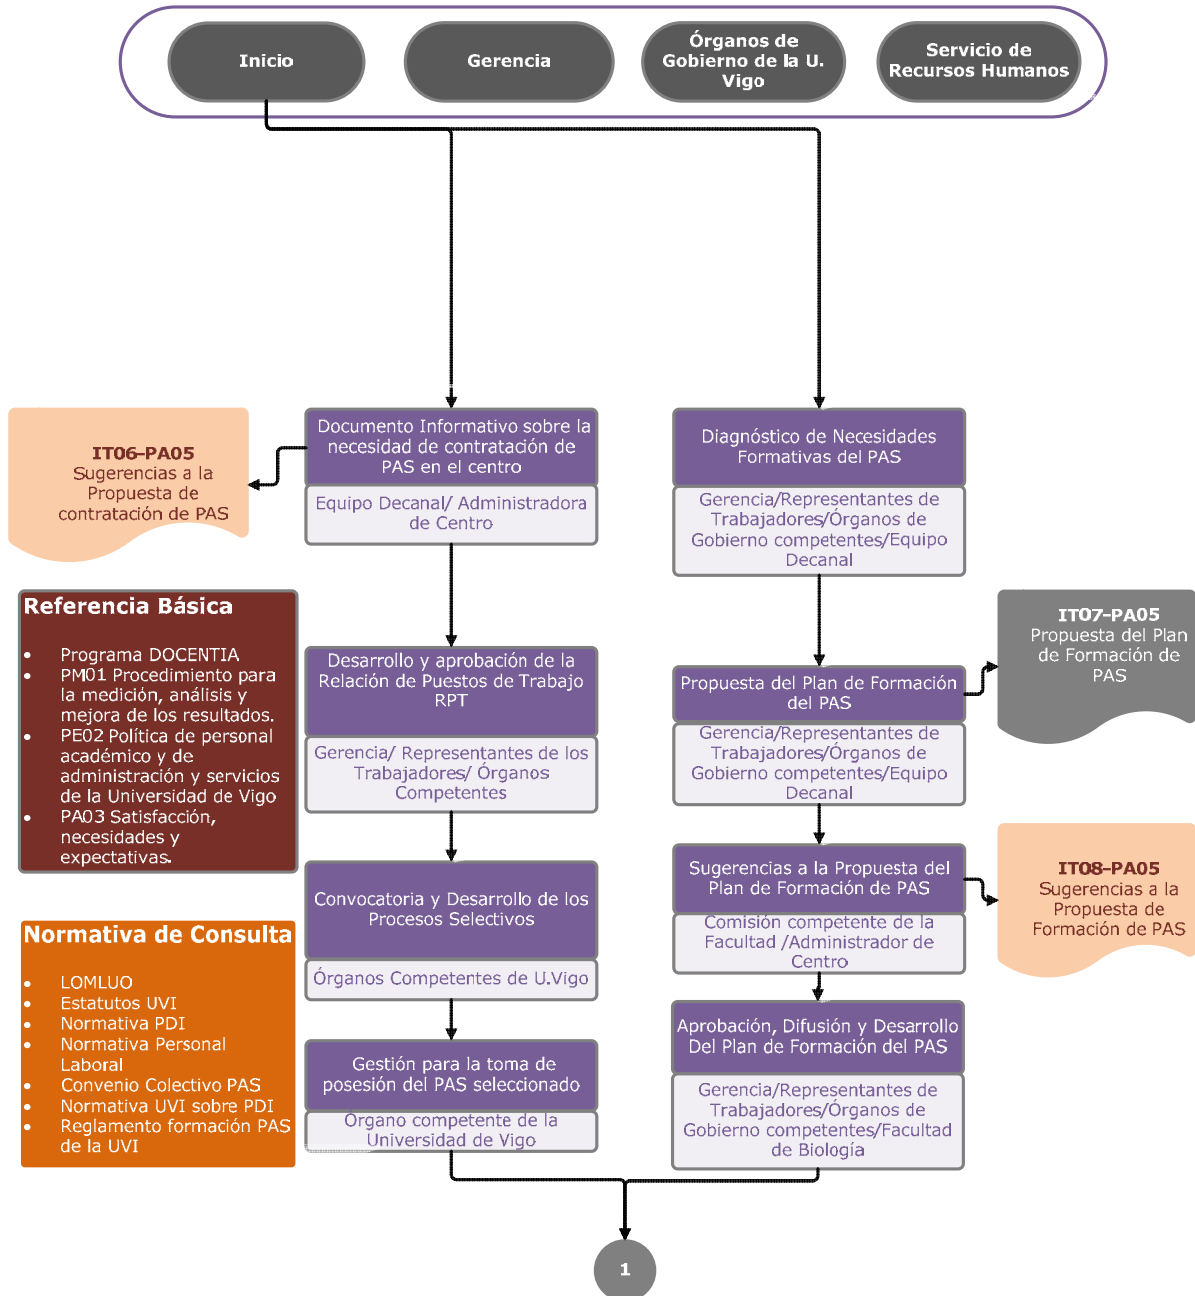 Inicio
Gerencia
Órganos de
Gobierno de la U.
Vigo
Servicio de
Recursos Humanos
IT06-PA05
Sugerencias a la
Propuesta de
contratación de PAS
Documento Informativo sobre la
necesidad de contratación de
PAS en el centro
Equipo Decanal/ Administradora
de Centro
Diagnóstico de Necesidades
Formativas del PAS
Gerencia/Representantes de
Trabajadores/Órganos de
Gobierno competentes/Equipo
Decanal
Referencia Básica
• Programa DOCENTIA
• PM01 Procedimiento para
la medición, análisis y
mejora de los resultados.
• PE02 Política de personal
académico y de
administración y servicios
de la Universidad de Vigo
• PA03 Satisfacción,
necesidades y
expectativas.
Desarrollo y aprobación de la
Relación de Puestos de Trabajo
RPT
Gerencia/ Representantes de los
Trabajadores/ Órganos
Competentes
Propuesta del Plan de Formación
del PAS
Gerencia/Representantes de
Trabajadores/Órganos de
Gobierno competentes/Equipo
Decanal
IT07-PA05
Propuesta del Plan
de Formación de
PAS
Convocatoria y Desarrollo de los
Procesos Selectivos
Órganos Competentes de U.Vigo
Sugerencias a la Propuesta del
Plan de Formación de PAS
Comisión competente de la
Facultad /Administrador de
Centro
IT08-PA05
Sugerencias a la
Propuesta de
Formación de PAS
Normativa de Consulta
• LOMLUO
• Estatutos UVI
• Normativa PDI
• Normativa Personal
Laboral
• Convenio Colectivo PAS
• Normativa UVI sobre PDI
• Reglamento formación PAS
de la UVI
Gestión para la toma de
posesión del PAS seleccionado
Órgano competente de la
Universidad de Vigo
Aprobación, Difusión y Desarrollo
Del Plan de Formación del PAS
Gerencia/Representantes de
Trabajadores/Órganos de
Gobierno competentes/Facultad
de Biología
1